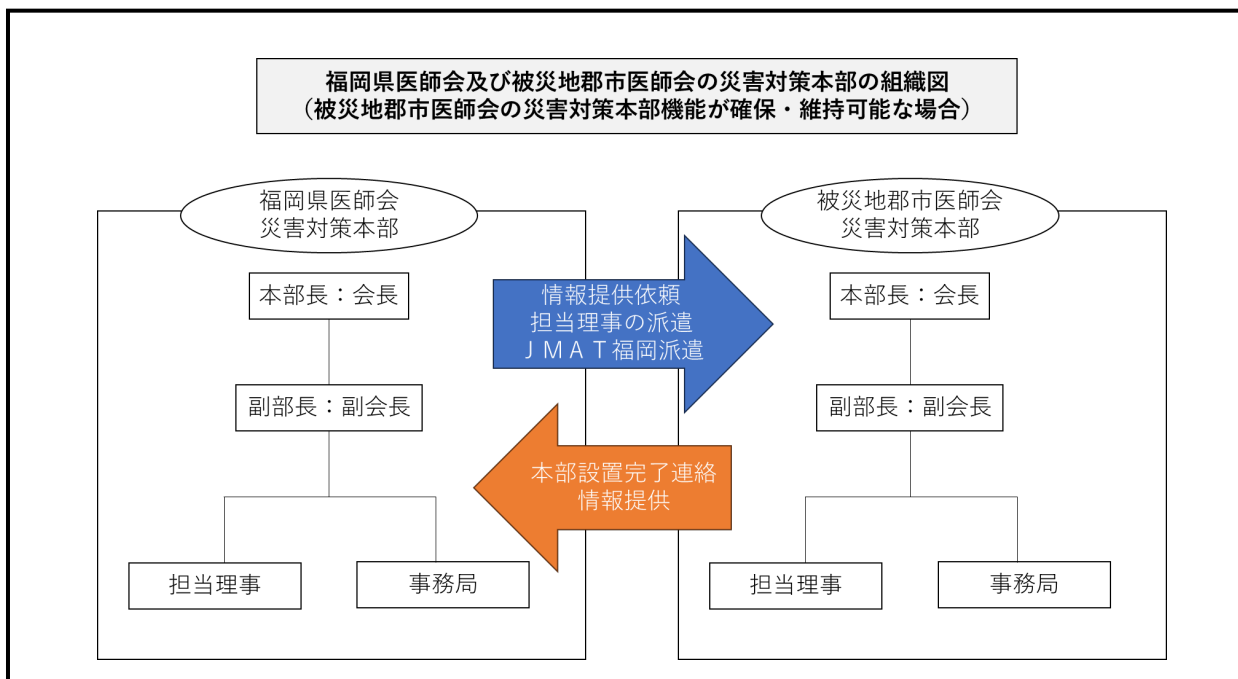 福岡県医師会及び被災地郡市医師会の災害対策本部の組織図
(被災地郡市医師会の災害対策本部機能が確保・維持可能な場合)
福岡県医師会
災害対策本部
本部長：会長
副部長：副会長
担当理事
事務局
情報提供依頼
担当理事の派遣
ＪＭＡＴ福岡派遣
本部設置完了連絡
情報提供
被災地郡市医師会
災害対策本部
本部長：会長
副部長：副会長
担当理事
事務局